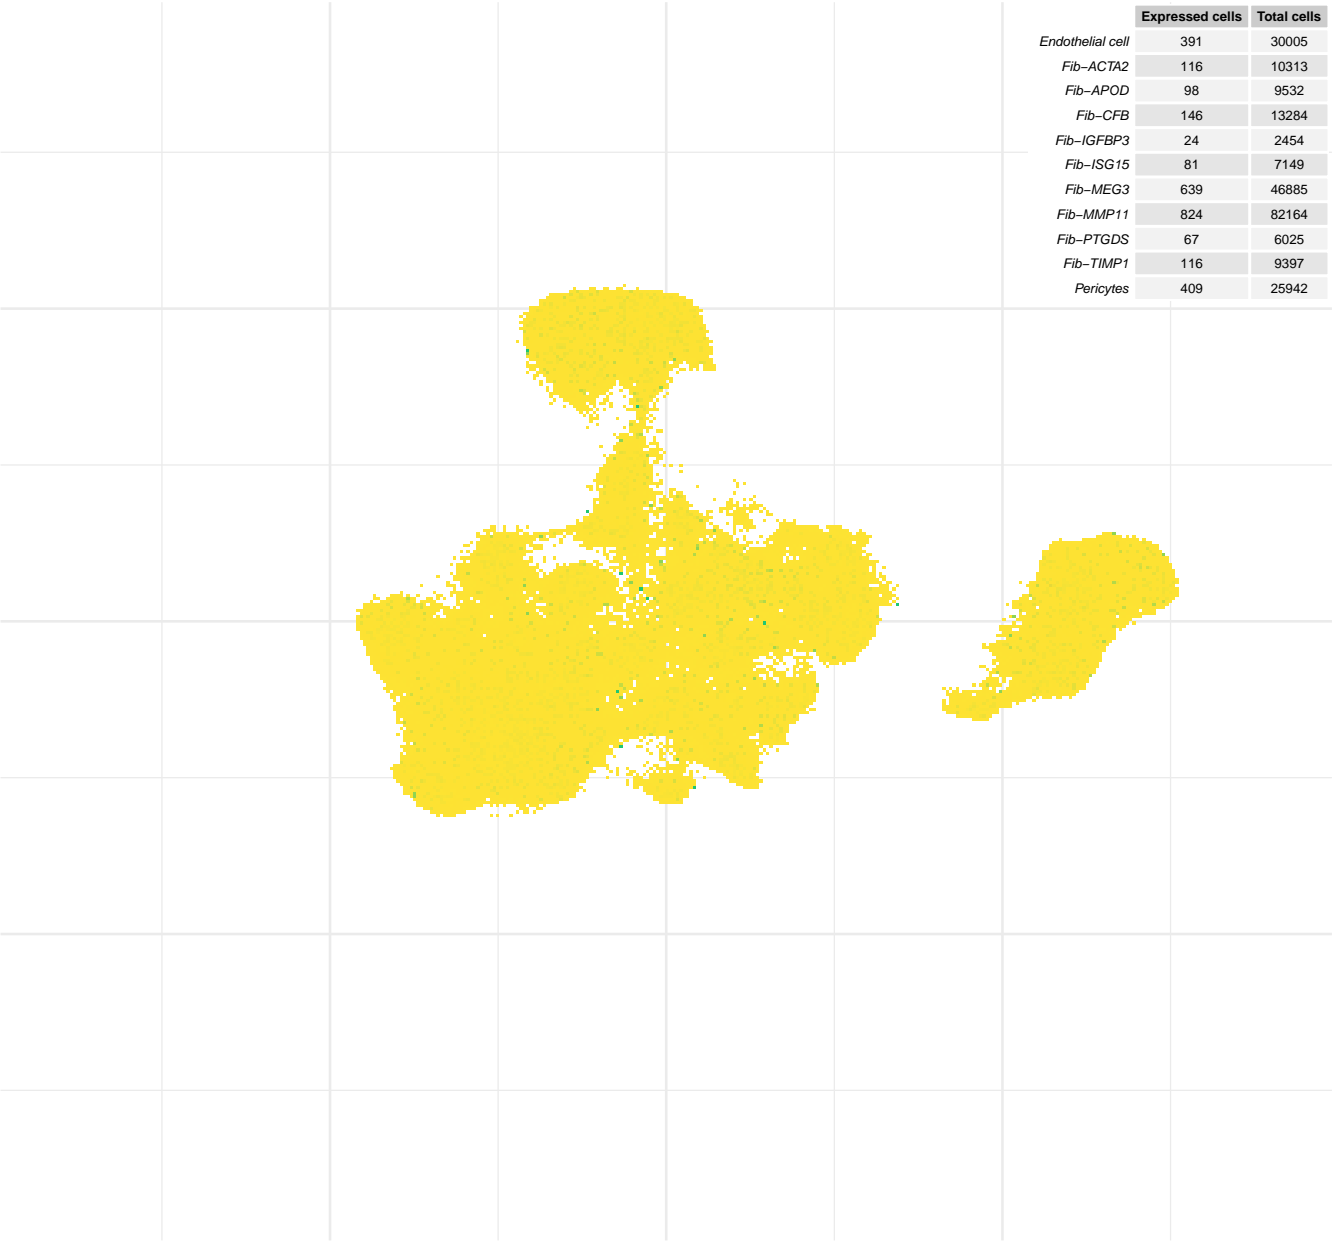 Expressed cells Total cells
Endothelial cell 391 30005
Fib−ACTA2 116 10313
Fib−APOD 98 9532
Fib−CFB 146 13284
Fib−IGFBP3 24 2454
Fib−ISG15 81 7149
Fib−MEG3 639 46885
Fib−MMP11 824 82164
Fib−PTGDS 67 6025
Fib−TIMP1 116 9397
Pericytes 409 25942